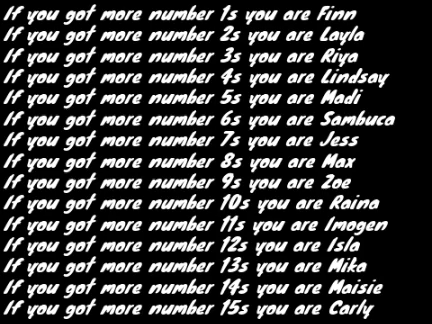 If you got more number 1s you are Finn
If you got more number 2s you are Layla
If you got more number 3s you are Riya
If you got more number 4s you are Lindsay
If you got more number 5s you are Madi
If you got more number 6s you are Sambuca
If you got more number 7s you are Jess
If you got more number 8s you are Max
If you got more number 9s you are Zoe
If you got more number 10s you are Raina
If you got more number 11s you are Imogen
If you got more number 12s you are Isla
If you got more number 13s you are Mika
If you got more number 14s you are Maisie
If you got more number 15s you are Carly